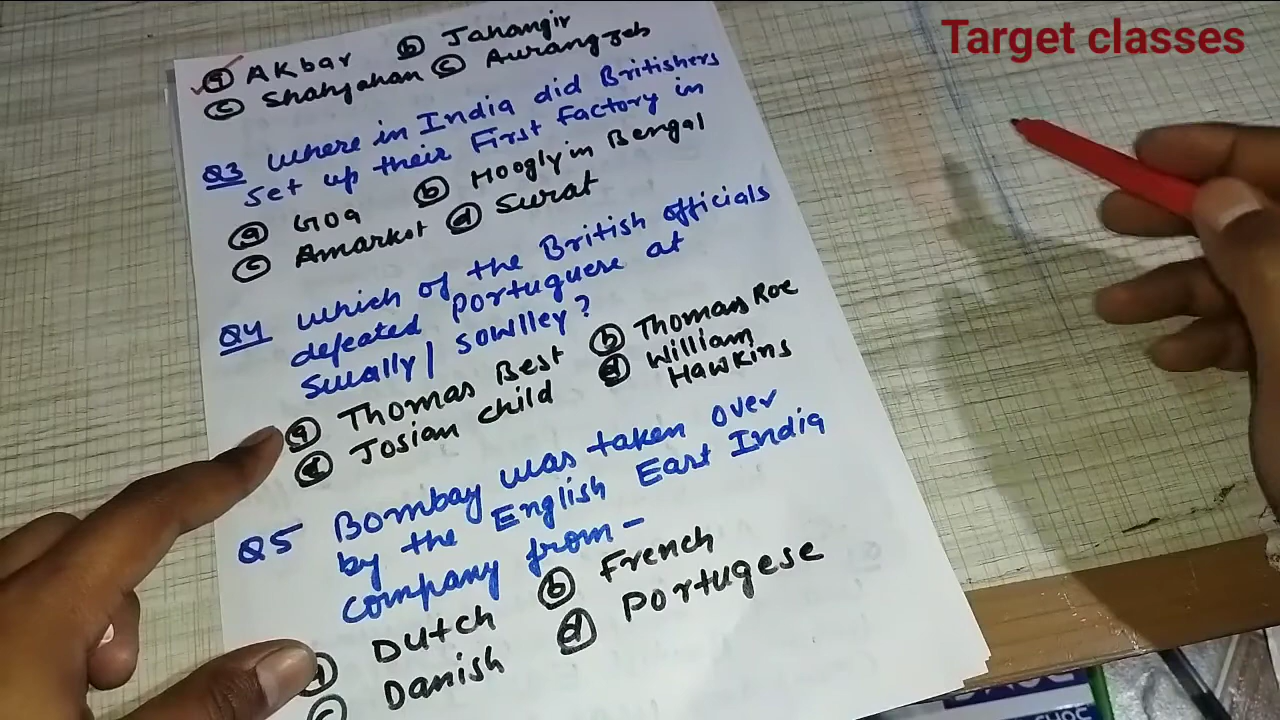 Target classes
ⓐ Akbar ⓑ Jahangir
ⓒ Shahjahan ⓒ Aurangzeb
Q3 Where in India did Britishers
set up their First factory in
ⓐ Goa ⓑ Hoogly in Bengal
ⓒ Amarkot ⓓ Surat
Q4 which of the British officials
defeated Portuguese at
Swally | Sowlley?
ⓐ Thomas Best ⓑ Thomas Roe
ⓒ Josian Child ⓓ William
Hawkins
Q5 Bombay was taken over
by the English East India
company from -
ⓐ Dutch ⓑ French
ⓒ Danish ⓓ Portugese